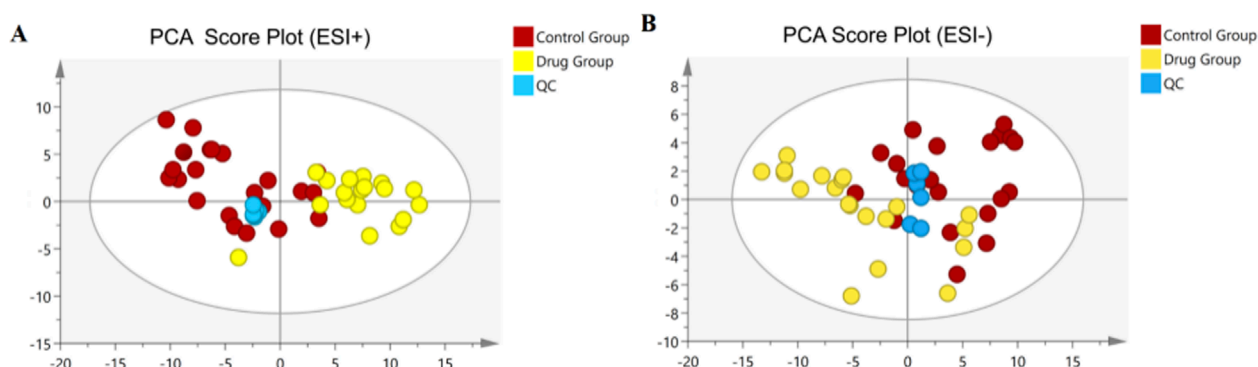 A
PCA Score Plot (ESI+)
Control Group
Drug Group
QC
10
5
0
-5
-10
-15
-20 -15 -10 -5 0 5 10 15
B
PCA Score Plot (ESI-)
Control Group
Drug Group
QC
8
6
4
2
0
-2
-4
-6
-8
-10
-20 -15 -10 -5 0 5 10 15